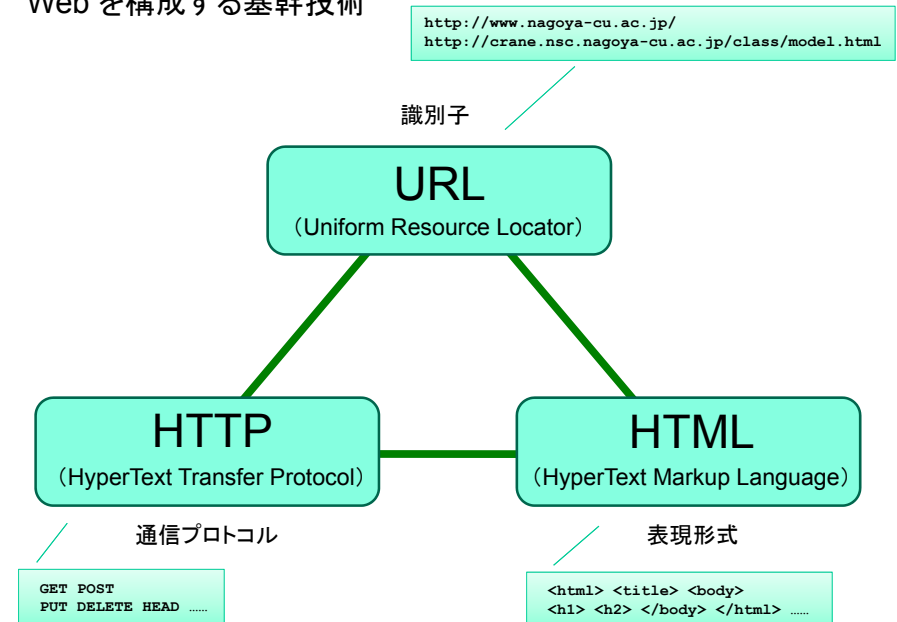 Web を構成する基幹技術
http://www.nagoya-cu.ac.jp/
http://crane.nsc.nagoya-cu.ac.jp/class/model.html
識別子
URL
（Uniform Resource Locator）
HTTP
（HyperText Transfer Protocol）
HTML
（HyperText Markup Language）
通信プロトコル
表現形式
GET POST
PUT DELETE HEAD ……
<html> <title> <body>
<h1> <h2> </body> </html> ……